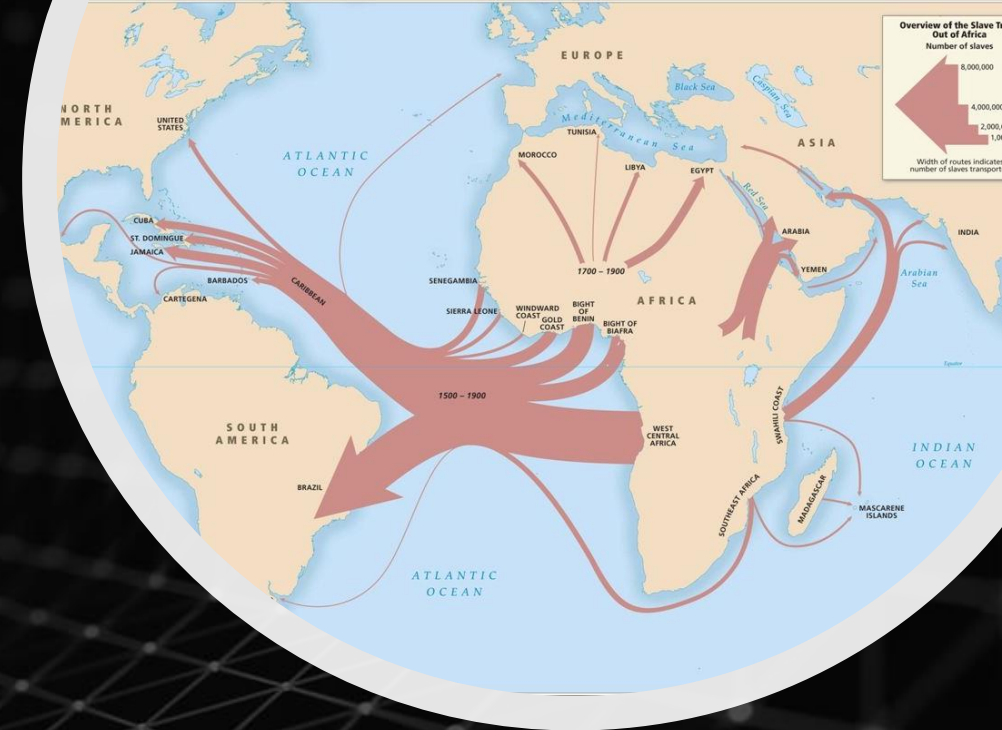 Overview of the Slave Tr
Out of Africa
Number of slaves
8,000,000
4,000,000
2,000,
1,00
Width of routes indicates
number of slaves transport
EUROPE
Black Sea
Caspian Sea
NORTH
MERICA
UNITED
STATES
Mediterranean Sea
TUNISIA
ASIA
ATLANTIC
OCEAN
MOROCCO
LIBYA
EGYPT
Red Sea
CUBA
ST. DOMINGUE
JAMAICA
ARABIA
INDIA
BARBADOS
CARTEGENA
CARIBBEAN
SENEGAMBIA
1700 – 1900
YEMEN
Arabian
Sea
SIERRA LEONE
WINDWARD
COAST
GOLD
COAST
BIGHT
OF
BENIN
BIGHT OF
BIAFRA
AFRICA
Equator
1500 – 1900
SOUTH
AMERICA
WEST
CENTRAL
AFRICA
SWAHILI COAST
INDIAN
OCEAN
BRAZIL
SOUTHEAST AFRICA
MADAGASCAR
MASCARENE
ISLANDS
ATLANTIC
OCEAN